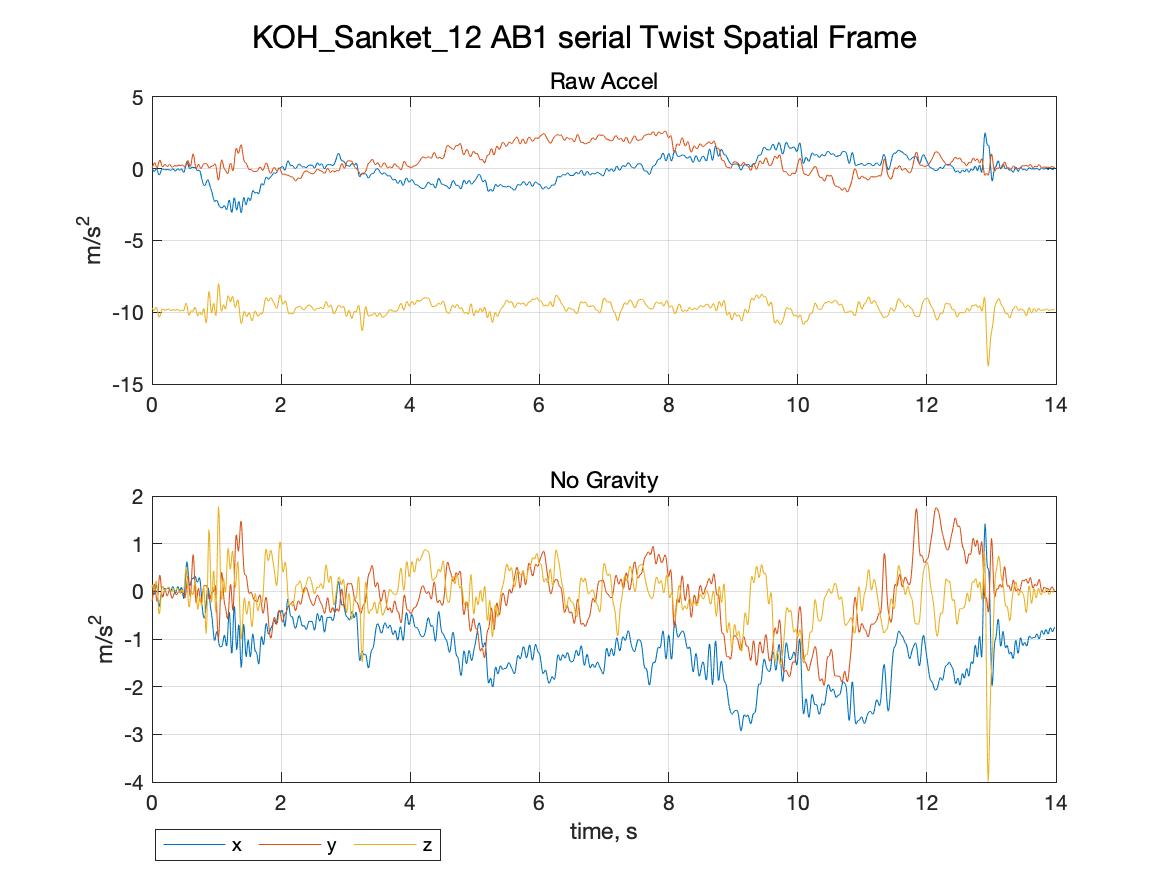 KOH_Sanket_12 AB1 serial Twist Spatial Frame
Raw Accel
5
0
-5
-10
-15
m/s²
0 2 4 6 8 10 12 14
No Gravity
2
1
0
-1
-2
-3
-4
m/s²
0 2 4 6 8 10 12 14
time, s
x y z